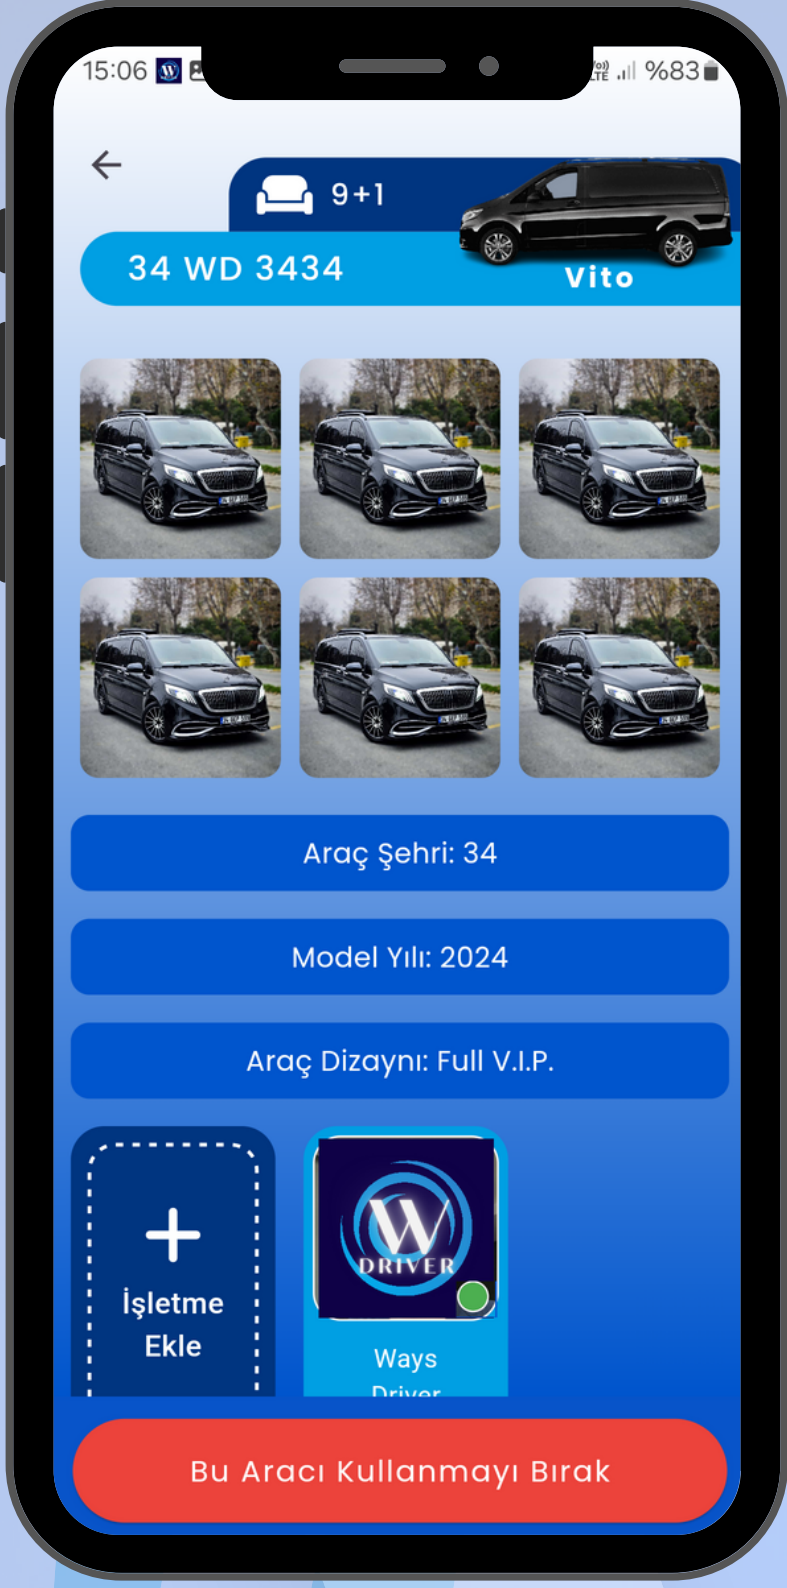 15:06
%83
9+1
34 WD 3434
Vito
Araç Şehri: 34
Model Yılı: 2024
Araç Dizaynı: Full V.I.P.
W
DRIVER
İşletme
Ekle
Ways
Driver
Bu Aracı Kullanmayı Bırak